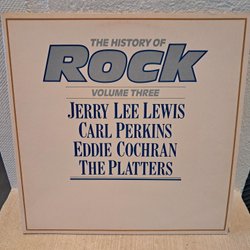 THE HISTORY OF
ROCK
VOLUME THREE
JERRY LEE LEWIS
CARL PERKINS
EDDIE COCHRAN
THE PLATTERS